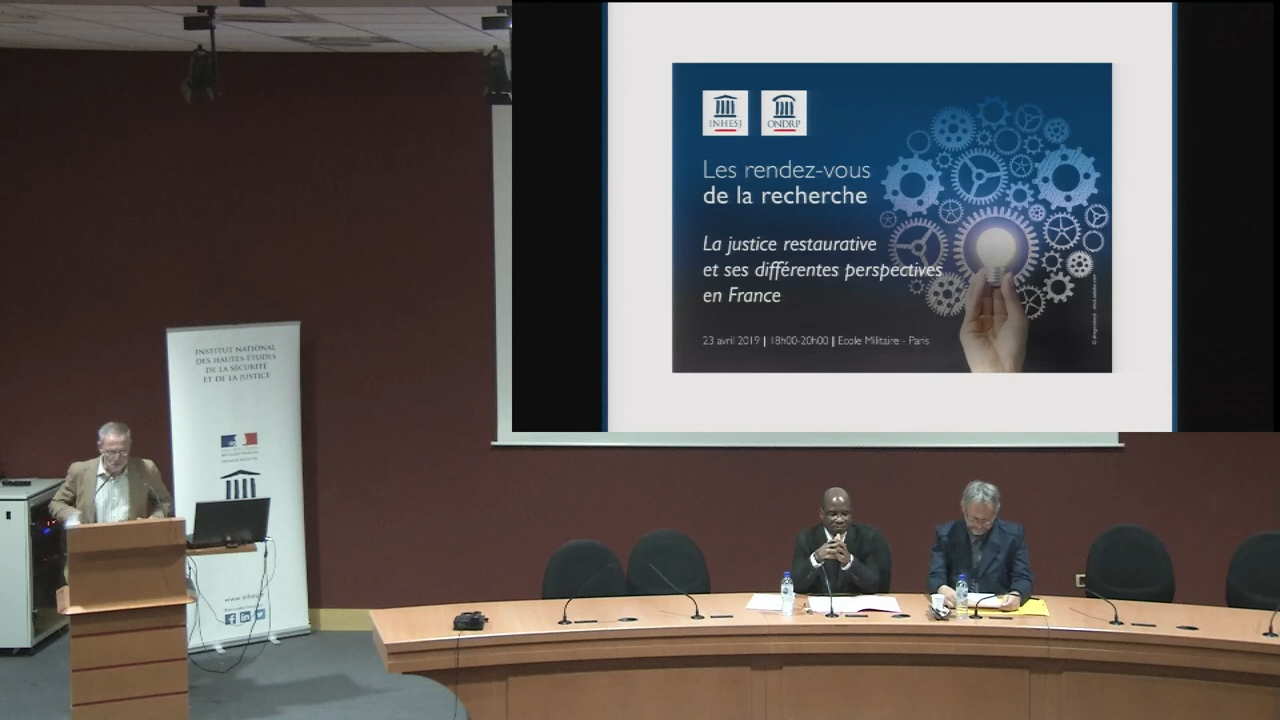 INHESJ
ONDRP
Les rendez-vous
de la recherche
La justice restaurative
et ses différentes perspectives
en France
23 avril 2019 | 18h00-20h00 | Ecole Militaire - Paris
INSTITUT NATIONAL
DES HAUTES ÉTUDES
DE LA SÉCURITÉ
ET DE LA JUSTICE